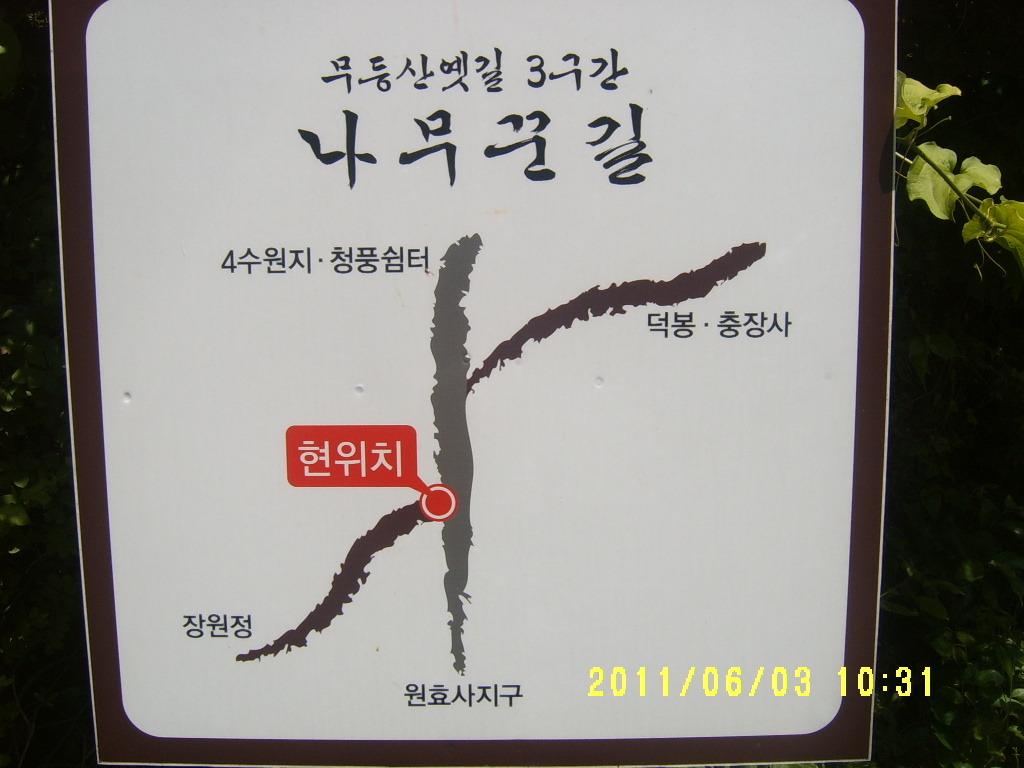 무등산옛길 3구간
나무꾼길
4수원지·청풍쉼터
덕봉·충장사
현위치
장원정
원효사지구
2011/06/03 10:31